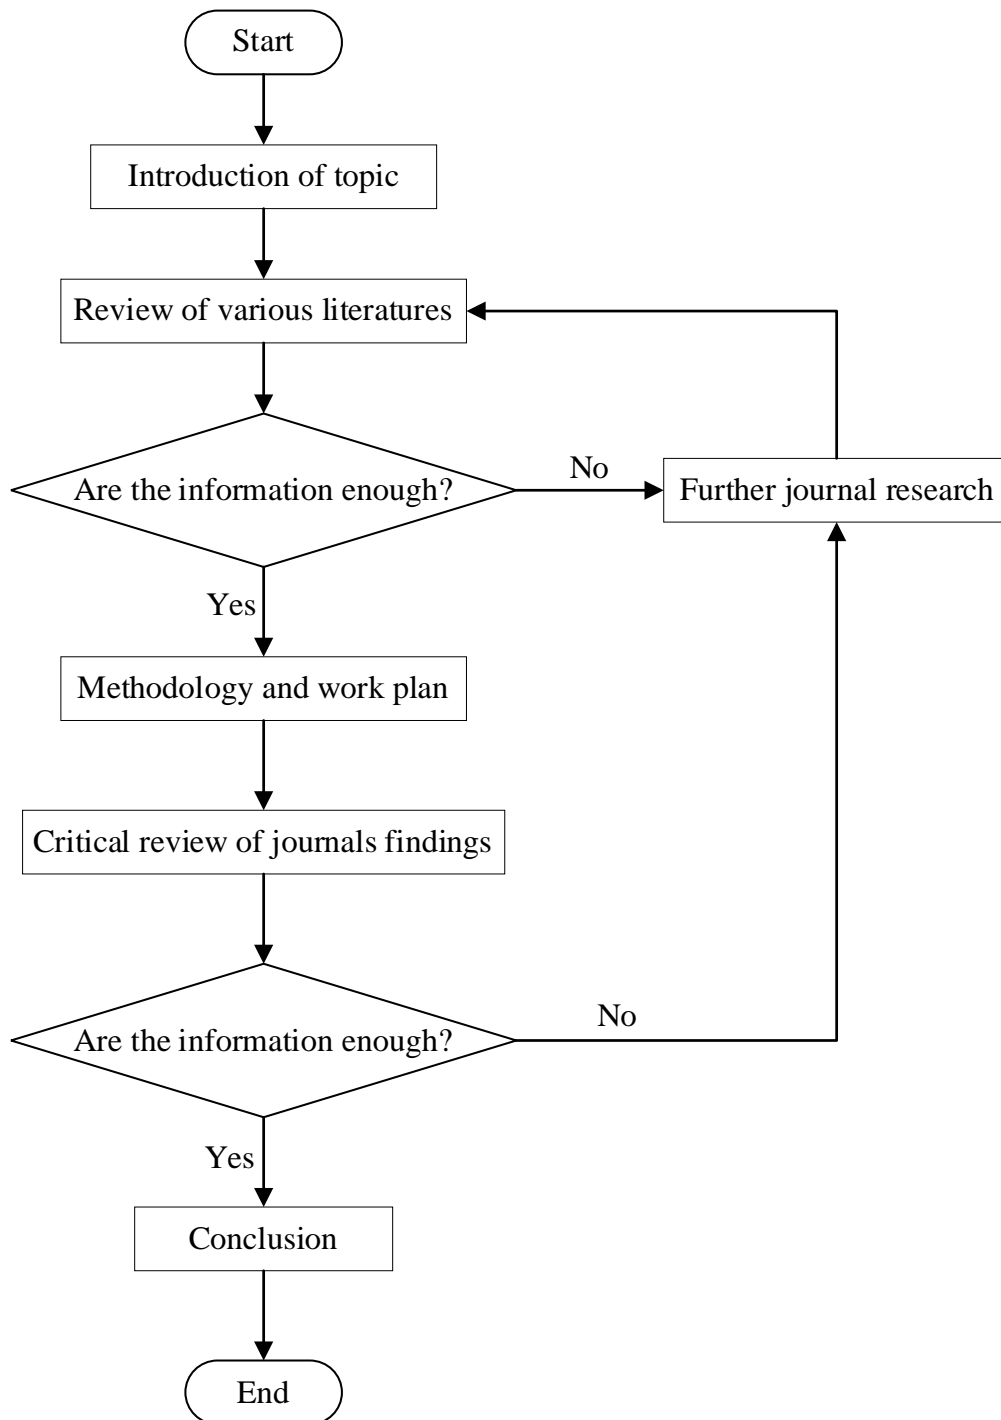 Start
Introduction of topic
Review of various literatures
Are the information enough?
No
Further journal research
Yes
Methodology and work plan
Critical review of journals findings
Are the information enough?
No
Yes
Conclusion
End